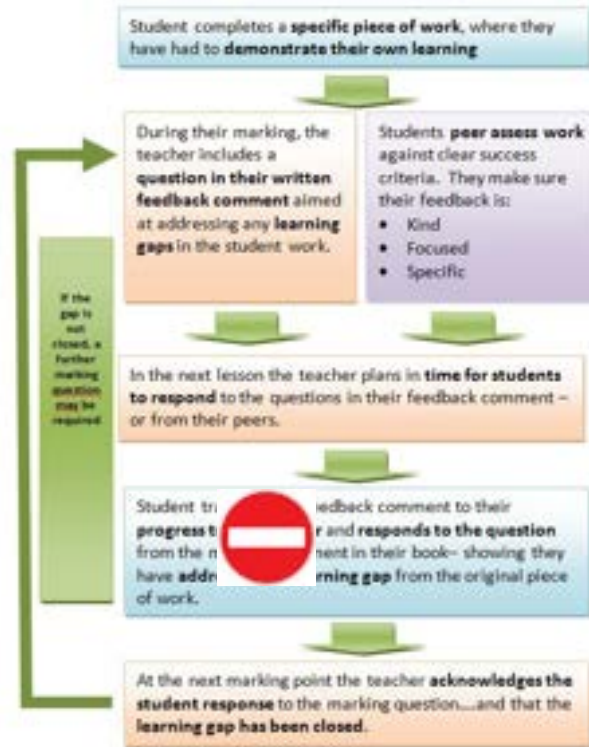 Student completes a specific piece of work, where they
have had to demonstrate their own learning
During their marking, the
teacher includes a
question in their written
feedback comment aimed
at addressing any learning
gaps in the student work.
Students peer assess work
against clear success
criteria. They make sure
their feedback is:
• Kind
• Focused
• Specific
If the
gap is
not
closed, a
further
marking
question
may be
required
In the next lesson the teacher plans in time for students
to respond to the questions in their feedback comment –
or from their peers.
Student comment to their
progress and responds to the question
from the in their book– showing they
have gap from the original piece
of work.
At the next marking point the teacher acknowledges the
student response to the marking question....and that the
learning gap has been closed.